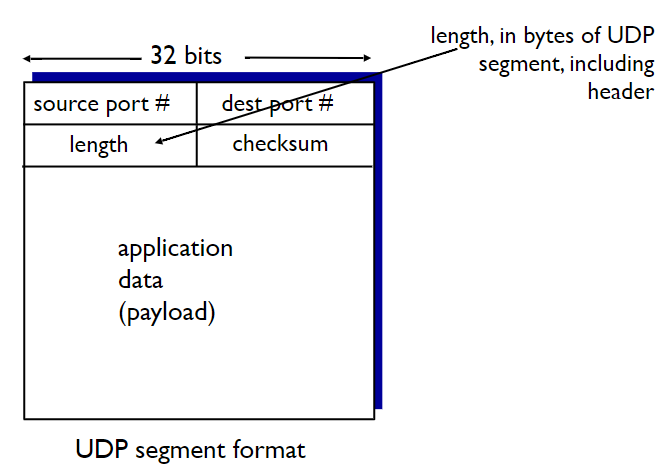 32 bits
length, in bytes of UDP
segment, including
header
source port #
dest port #
length
checksum
application
data
(payload)
UDP segment format